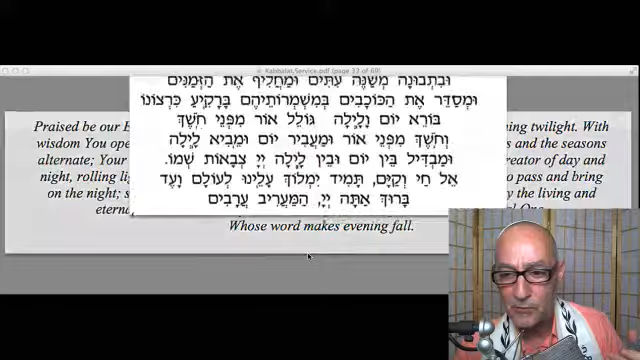 Kabbalat.Service.pdf (page 33 of 69)
וּבִתְבוּנָה מְשַׁנֶּה עִתִּים וּמַחֲלִיף אֶת הַזְּמַנִּים
וּמְסַדֵּר אֶת הַכּוֹכָבִים בְּמִשְׁמְרוֹתֵיהֶם בָּרָקִיעַ כִּרְצוֹנוֹ
בּוֹרֵא יוֹם וָלָיְלָה גּוֹלֵל אוֹר מִפְּנֵי חֹשֶׁךְ
וְחֹשֶׁךְ מִפְּנֵי אוֹר וּמַעֲבִיר יוֹם וּמֵבִיא לָיְלָה
וּמַבְדִּיל בֵּין יוֹם וּבֵין לָיְלָה יְיָ צְבָאוֹת שְׁמוֹ.
אֵל חַי וְקַיָּם, תָּמִיד יִמְלוֹךְ עָלֵינוּ לְעוֹלָם וָעֶד
בָּרוּךְ אַתָּה יְיָ, הַמַּעֲרִיב עֲרָבִים
Praised be our ning twilight. With
wisdom You ope s and the seasons
alternate; Your reator of day and
night, rolling li to pass and bring
on the night; s y the living and
etern
Whose word makes evening fall.